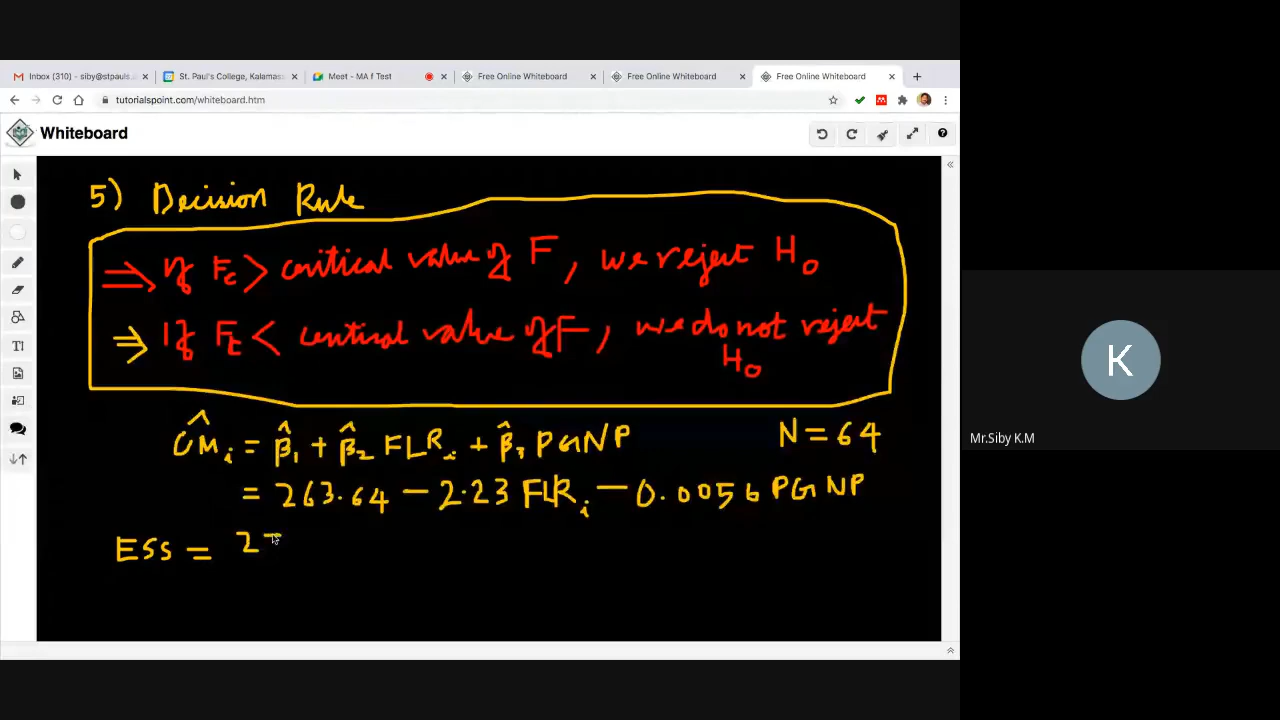 Inbox (310) - siby@stpauls.
St. Paul's College, Kalamass
Meet - MA f Test
Free Online Whiteboard
Free Online Whiteboard
Free Online Whiteboard
tutorialspoint.com/whiteboard.htm
Whiteboard
5) Decision Rule
⇒ If Fc > critical value of F, we reject H₀
⇒ If Fc < critical value of F, we do not reject
H₀
ĈMᵢ = β̂₁ + β̂₂ FLRᵢ + β̂₃ PGNP N = 64
= 263.64 − 2.23 FLRᵢ − 0.0056 PGNP
ESS = 2
K
Mr.Siby K.M